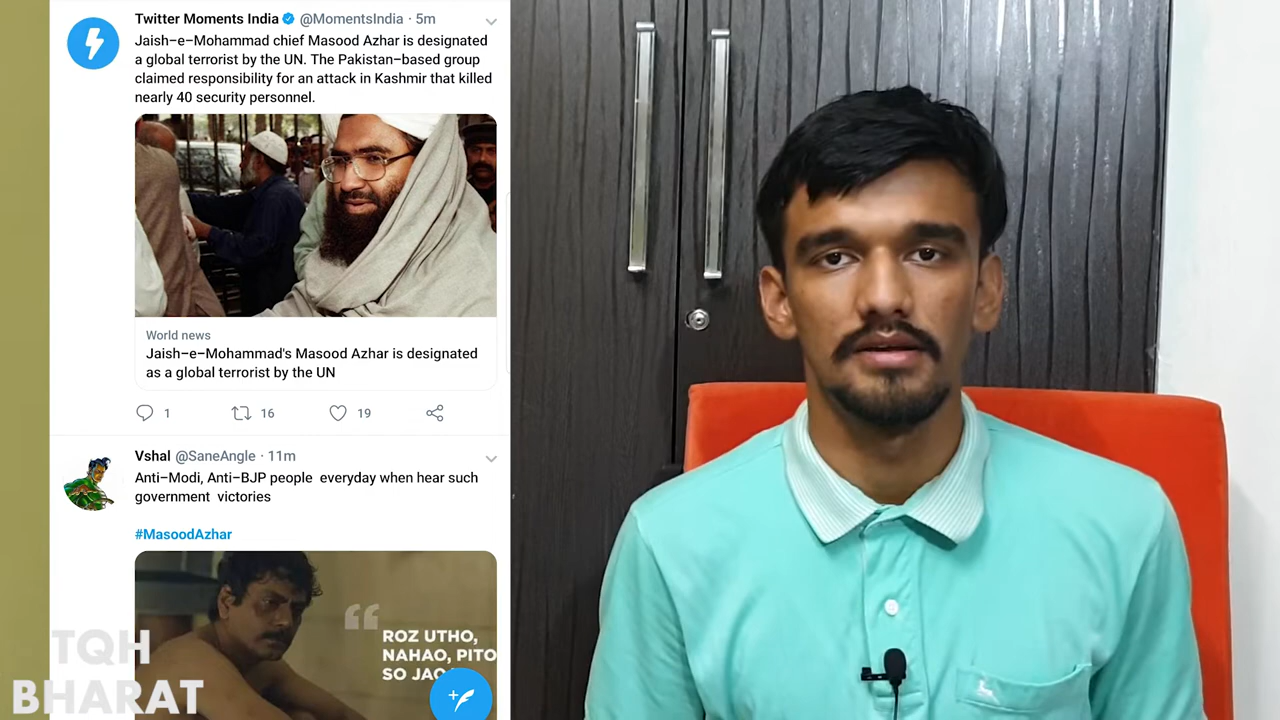 Twitter Moments India @MomentsIndia · 5m
Jaish-e-Mohammad chief Masood Azhar is designated
a global terrorist by the UN. The Pakistan-based group
claimed responsibility for an attack in Kashmir that killed
nearly 40 security personnel.
World news
Jaish-e-Mohammad's Masood Azhar is designated
as a global terrorist by the UN
1 16 19
Vshal @SaneAngle · 11m
Anti-Modi, Anti-BJP people everyday when hear such
government victories
#MasoodAzhar
“
ROZ UTHO,
NAHAO, PITO
SO JAO
TQH
BHARAT